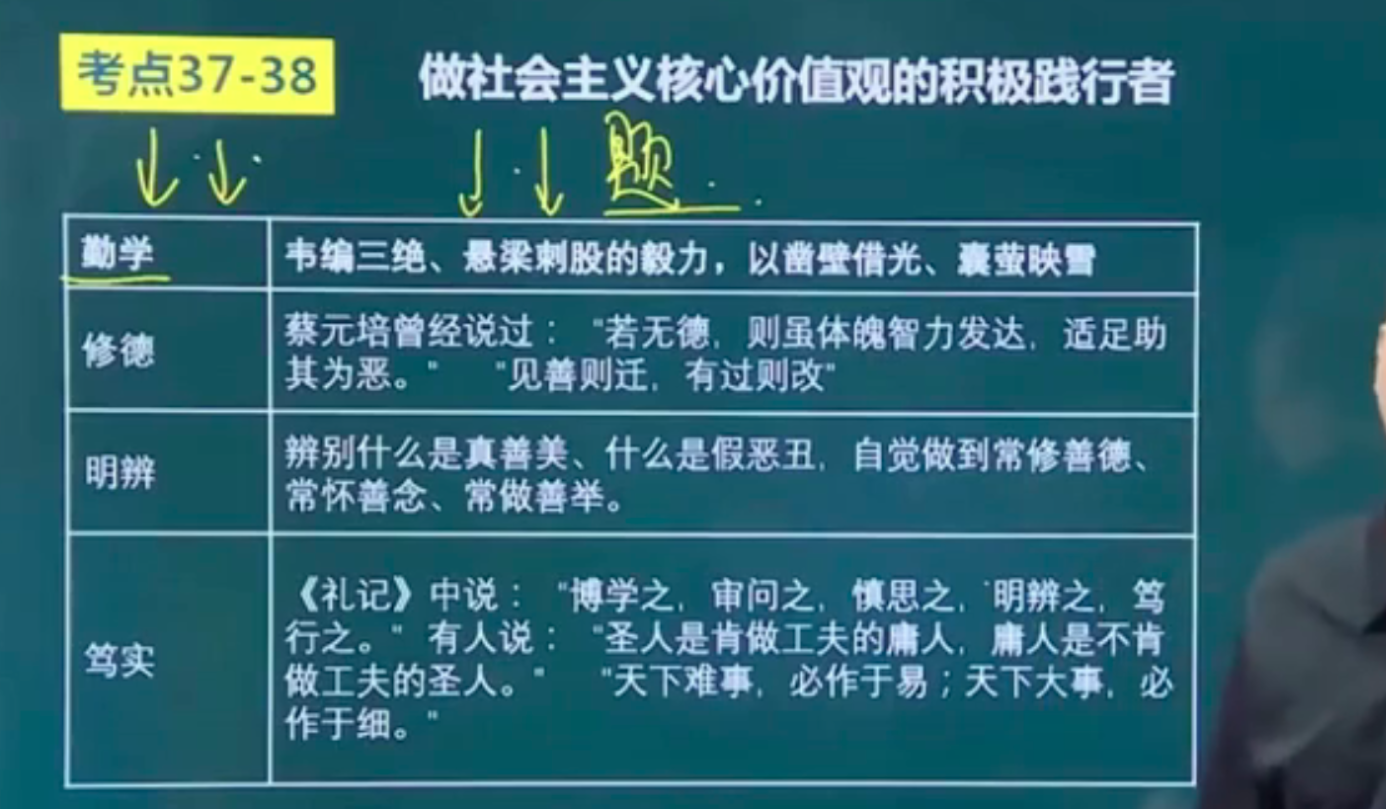 考点37-38
做社会主义核心价值观的积极践行者
题
勤学
韦编三绝、悬梁刺股的毅力，以凿壁借光、囊萤映雪
修德
蔡元培曾经说过：“若无德，则虽体魄智力发达，适足助
其为恶。”  “见善则迁，有过则改”
明辨
辨别什么是真善美、什么是假恶丑，自觉做到常修善德、
常怀善念、常做善举。
笃实
《礼记》中说：“博学之，审问之，慎思之，明辨之，笃
行之。”有人说：“圣人是肯做工夫的庸人，庸人是不肯
做工夫的圣人。”  “天下难事，必作于易；天下大事，必
作于细。”